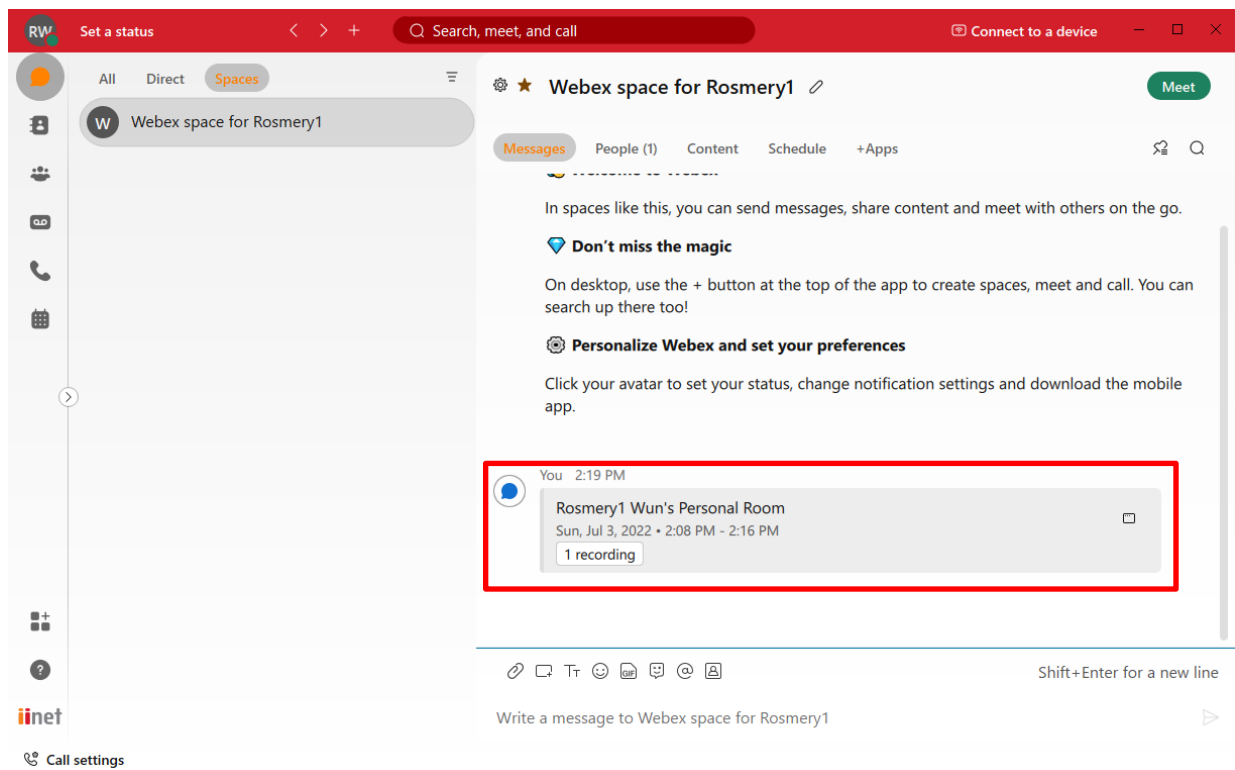 RW Set a status Search, meet, and call Connect to a device
All Direct Spaces
W Webex space for Rosmery1
Webex space for Rosmery1 Meet
Messages People (1) Content Schedule +Apps
In spaces like this, you can send messages, share content and meet with others on the go.
Don't miss the magic
On desktop, use the + button at the top of the app to create spaces, meet and call. You can
search up there too!
Personalize Webex and set your preferences
Click your avatar to set your status, change notification settings and download the mobile
app.
You 2:19 PM
Rosmery1 Wun's Personal Room
Sun, Jul 3, 2022 • 2:08 PM - 2:16 PM
1 recording
GIF
Shift+Enter for a new line
iinet
Write a message to Webex space for Rosmery1
Call settings